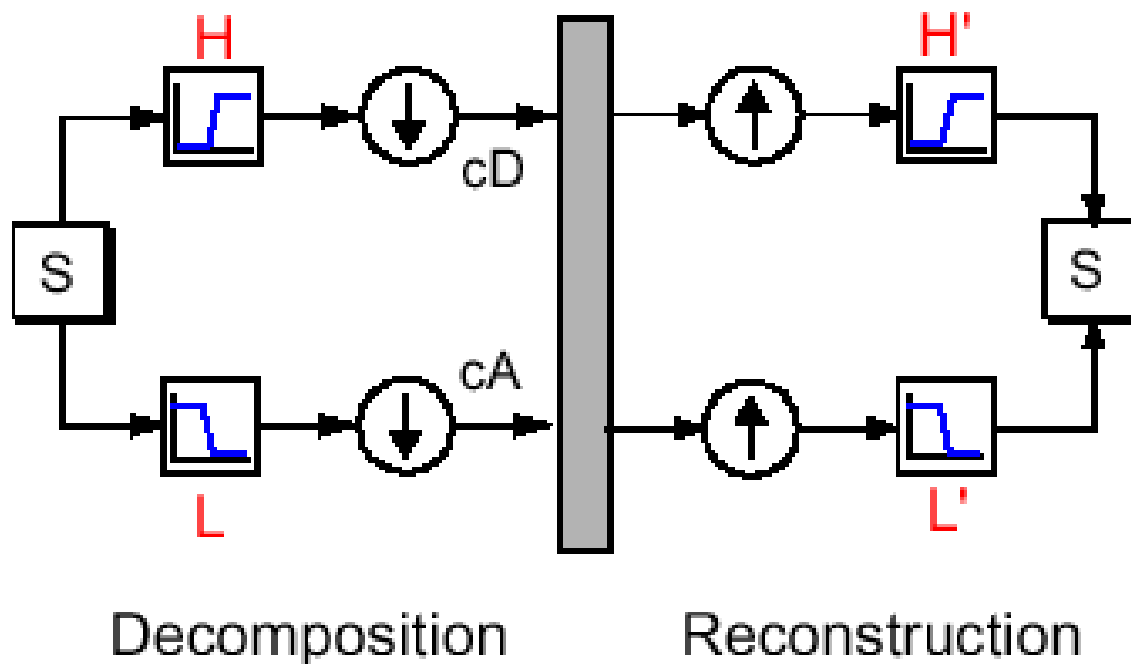 H
H'
cD
S
S
cA
L
L'
Decomposition
Reconstruction